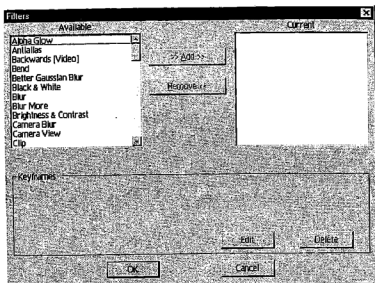 Filters
Available
Current
Alpha Glow
Antialias
Backwards [Video]
Bend
Better Gaussian Blur
Black & White
Blur
Blur More
Brightness & Contrast
Camera Blur
Camera View
Clip
>> Add >>
Remove <<
Keyframes
Edit
Delete
OK
Cancel